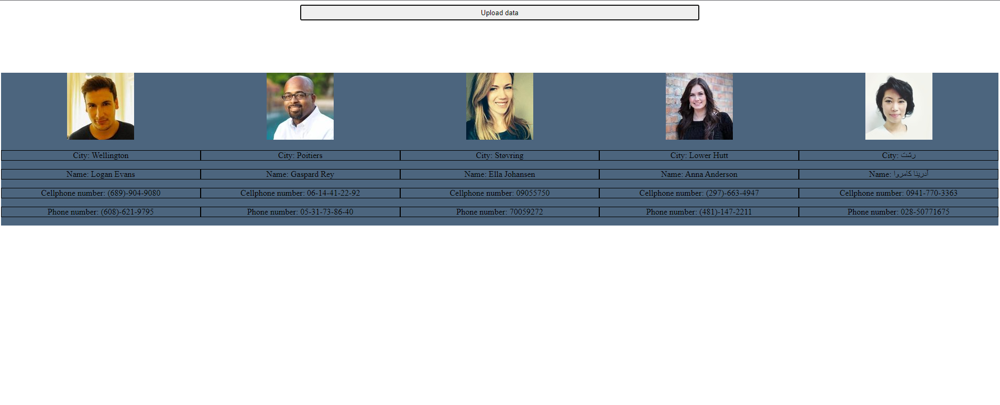 Upload data
City: Wellington
Name: Logan Evans
Cellphone number: (689)-904-9080
Phone number: (608)-621-9795
City: Poitiers
Name: Gaspard Rey
Cellphone number: 06-14-41-22-92
Phone number: 05-31-73-86-40
City: Støvring
Name: Ella Johansen
Cellphone number: 09055750
Phone number: 70059272
City: Lower Hutt
Name: Anna Anderson
Cellphone number: (297)-663-4947
Phone number: (481)-147-2211
City: رشت
Name: آدرینا کامروا
Cellphone number: 0941-770-3363
Phone number: 028-50771675